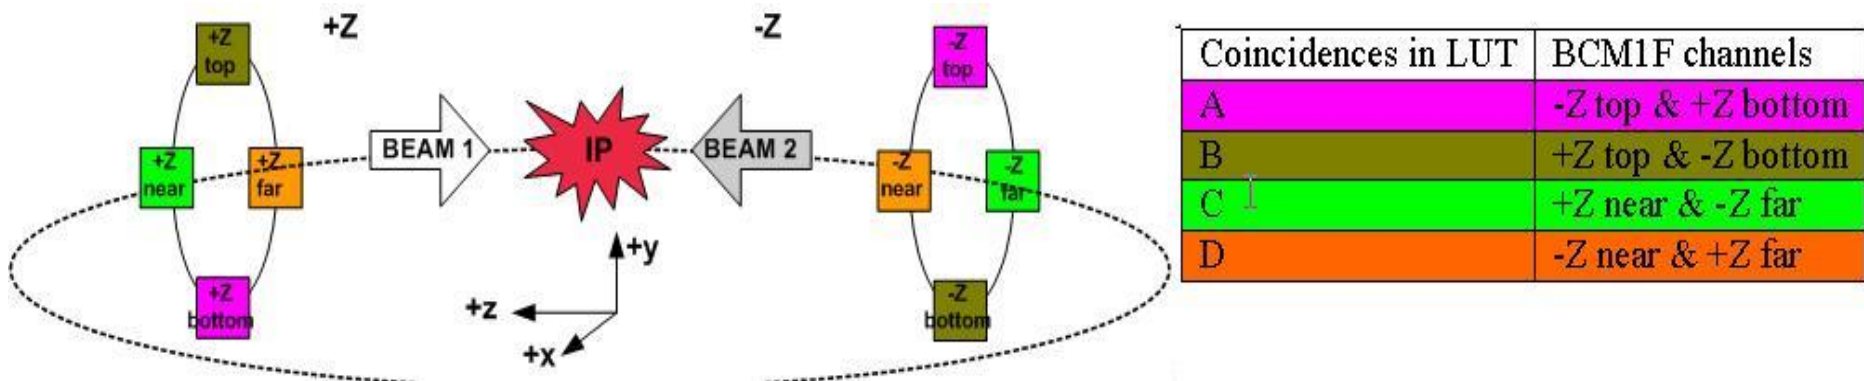 +Z
-Z
+Z
top
-Z
top
+Z
near
+Z
far
BEAM 1
IP
BEAM 2
-Z
near
-Z
far
+Z
bottom
-Z
bottom
+y
+z
+x
Coincidences in LUT BCM1F channels
A -Z top & +Z bottom
B +Z top & -Z bottom
C +Z near & -Z far
D -Z near & +Z far